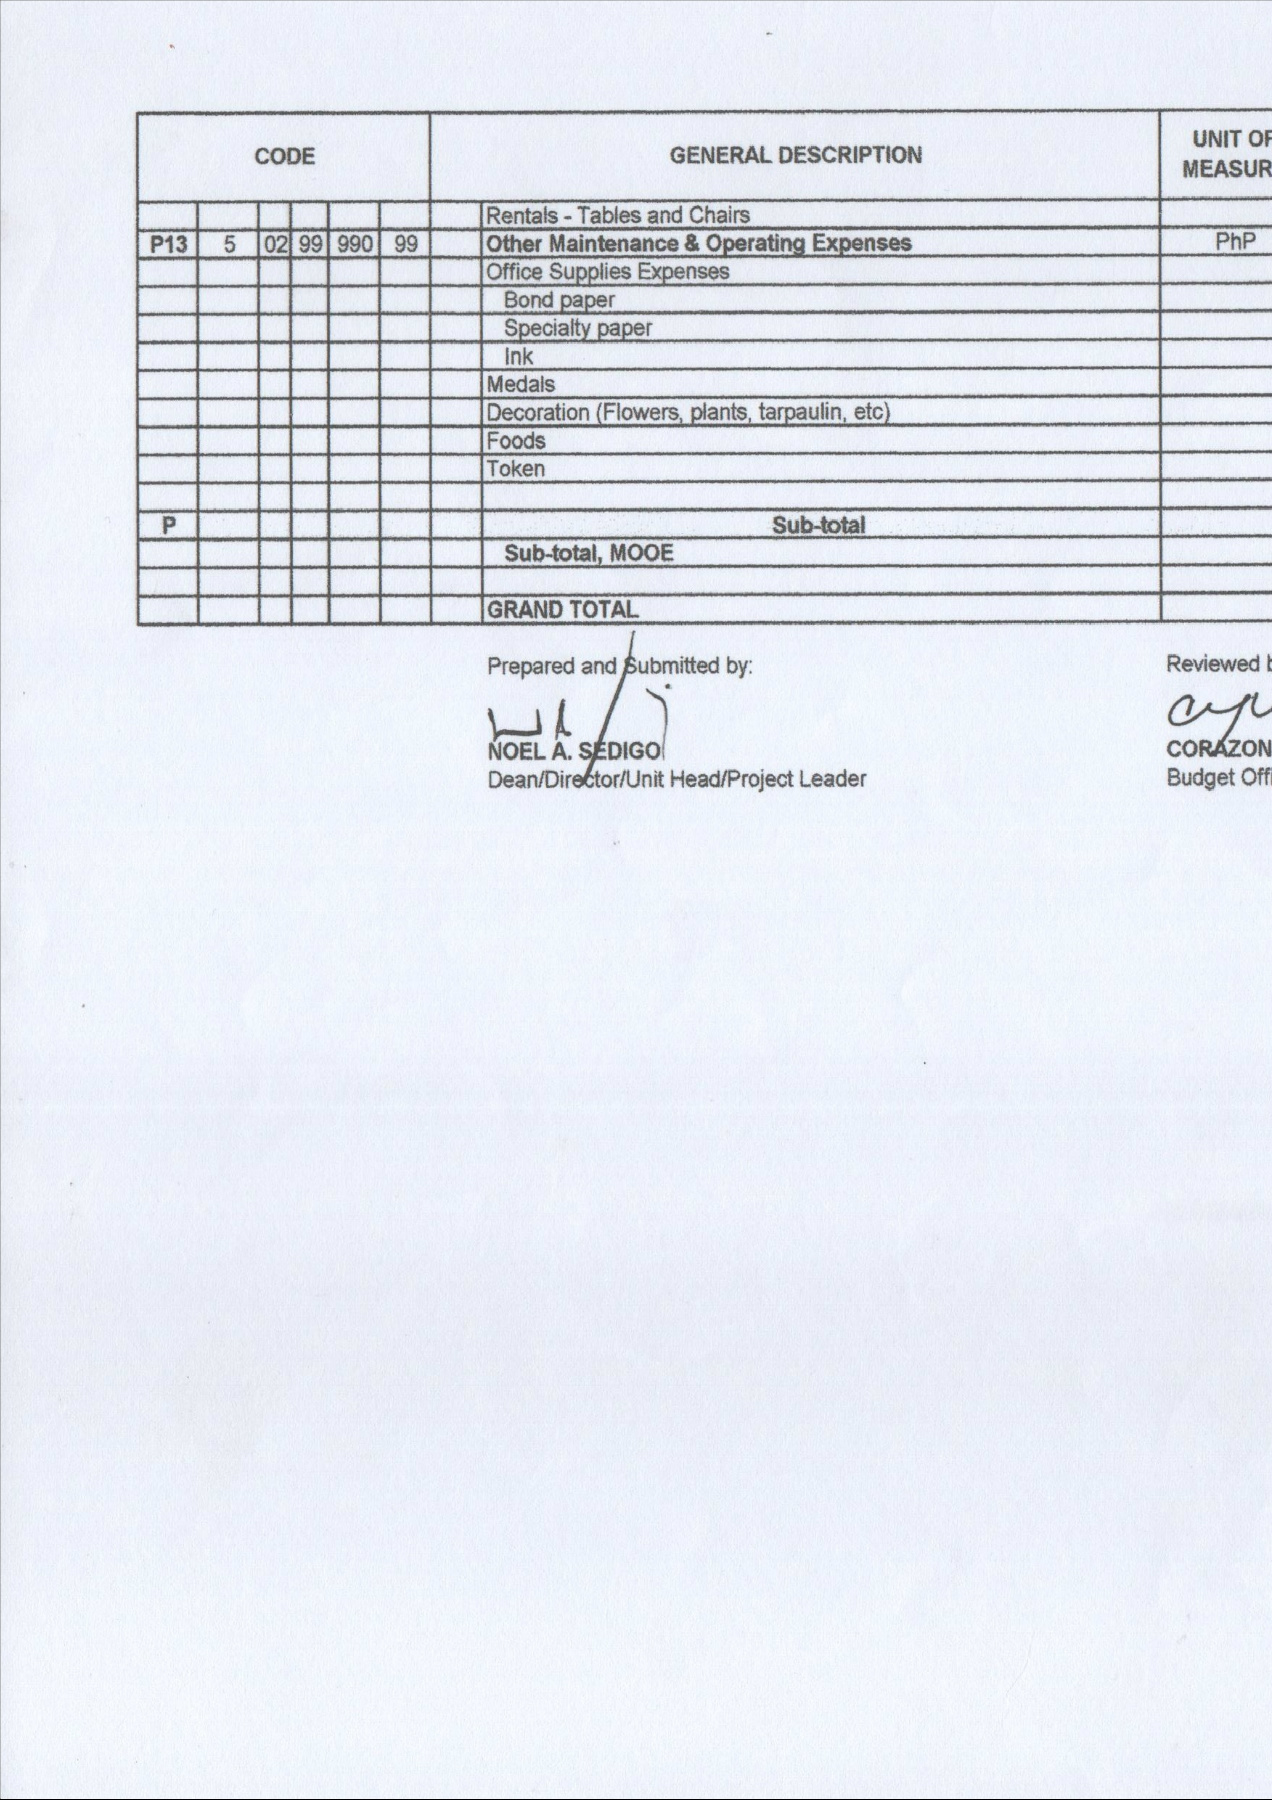 CODE GENERAL DESCRIPTION UNIT OF
MEASUR
Rentals - Tables and Chairs
P13 5 02 99 990 99 Other Maintenance & Operating Expenses PhP
Office Supplies Expenses
Bond paper
Specialty paper
Ink
Medals
Decoration (Flowers, plants, tarpaulin, etc)
Foods
Token
P Sub-total
Sub-total, MOOE
GRAND TOTAL
Prepared and Submitted by: Reviewed b
NOEL A. SEDIGO CORAZON
Dean/Director/Unit Head/Project Leader Budget Offi